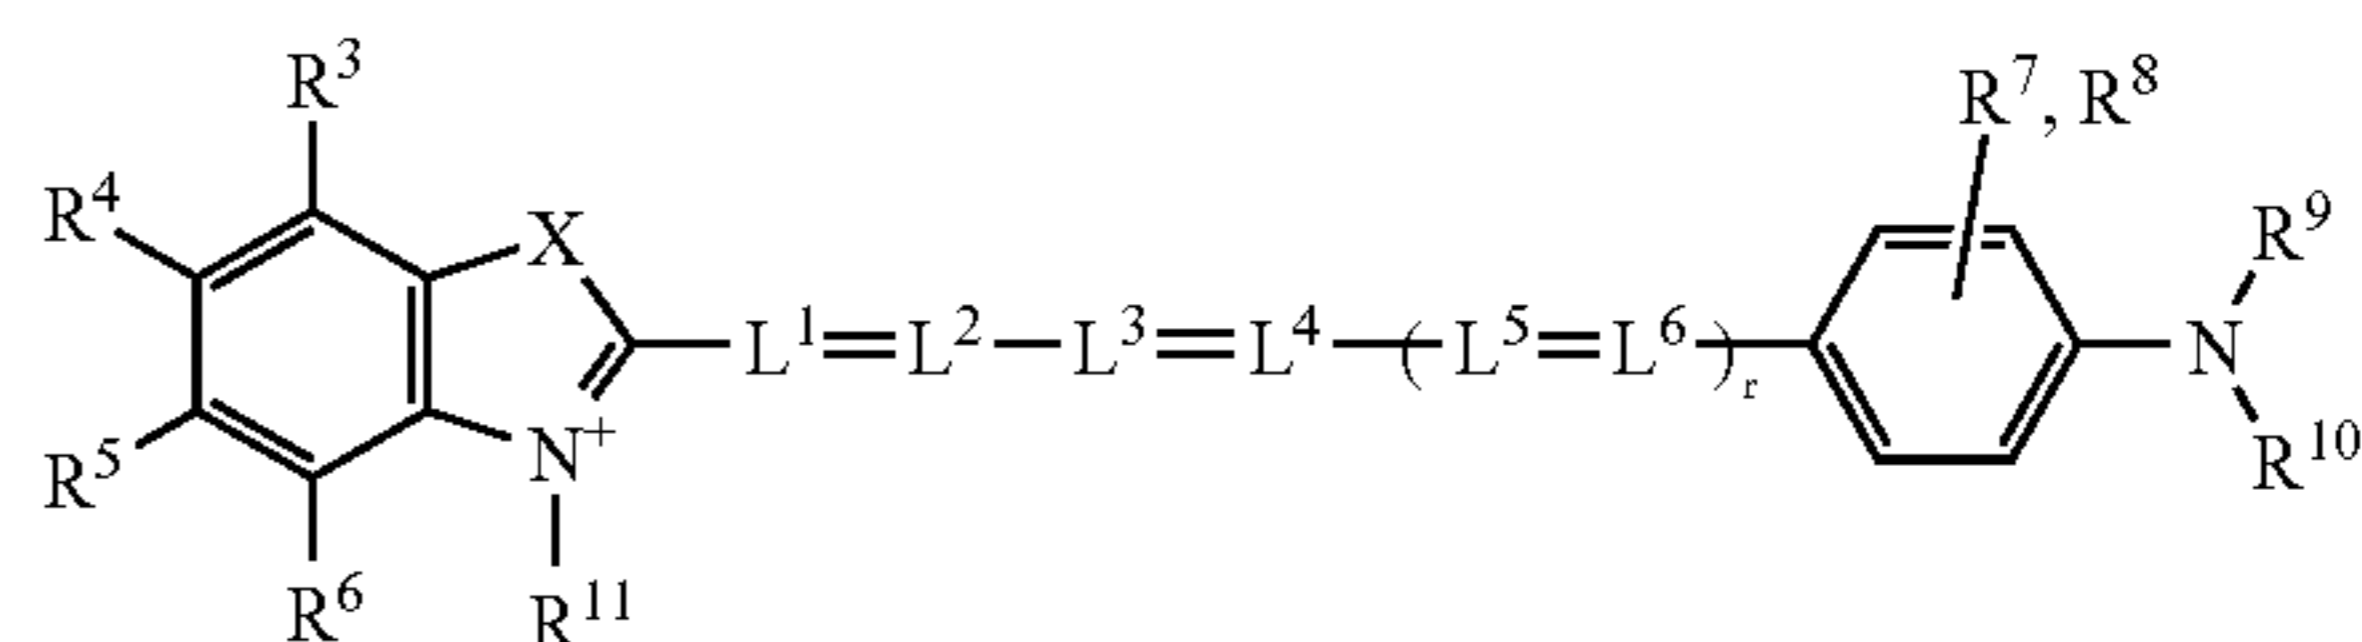 R³
R⁷, R⁸
R⁴
X
R⁹
L¹=L²—L³=L⁴—(L⁵=L⁶)ᵣ
N
R⁵
N⁺
R¹⁰
R⁶
R¹¹